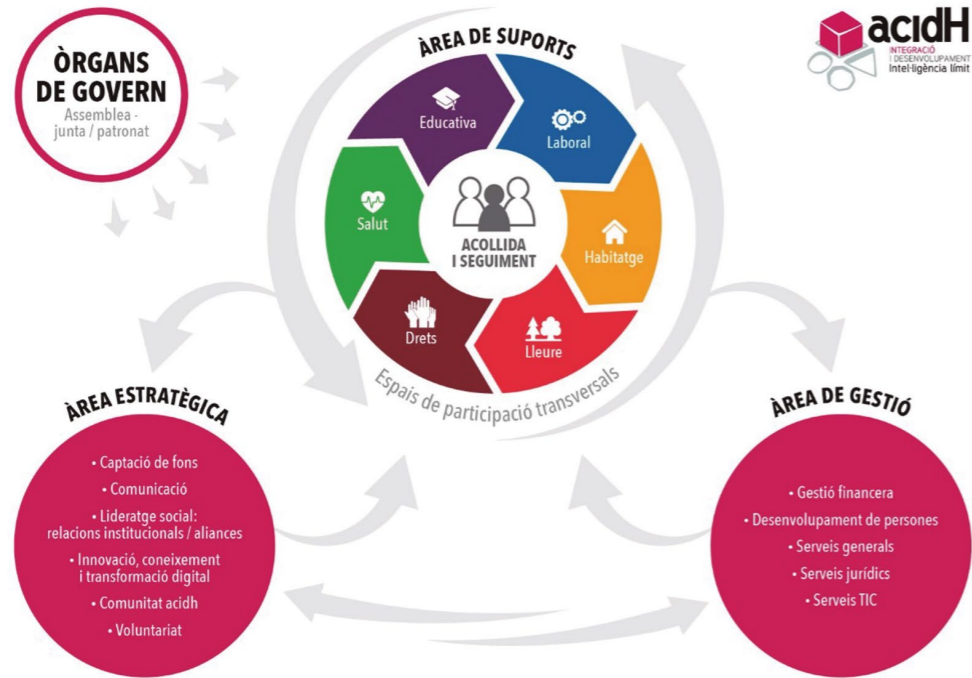 ÒRGANS
DE GOVERN
Assemblea -
junta / patronat
ÀREA DE SUPORTS
acidH
INTEGRACIÓ
I DESENVOLUPAMENT
Intel·ligència límit
Educativa
Laboral
Salut
Habitatge
Drets
Lleure
ACOLLIDA
I SEGUIMENT
Espais de participació transversals
ÀREA ESTRATÈGICA
• Captació de fons
• Comunicació
• Lideratge social:
relacions institucionals / aliances
• Innovació, coneixement
i transformació digital
• Comunitat acidh
• Voluntariat
ÀREA DE GESTIÓ
• Gestió financera
• Desenvolupament de persones
• Serveis generals
• Serveis jurídics
• Serveis TIC